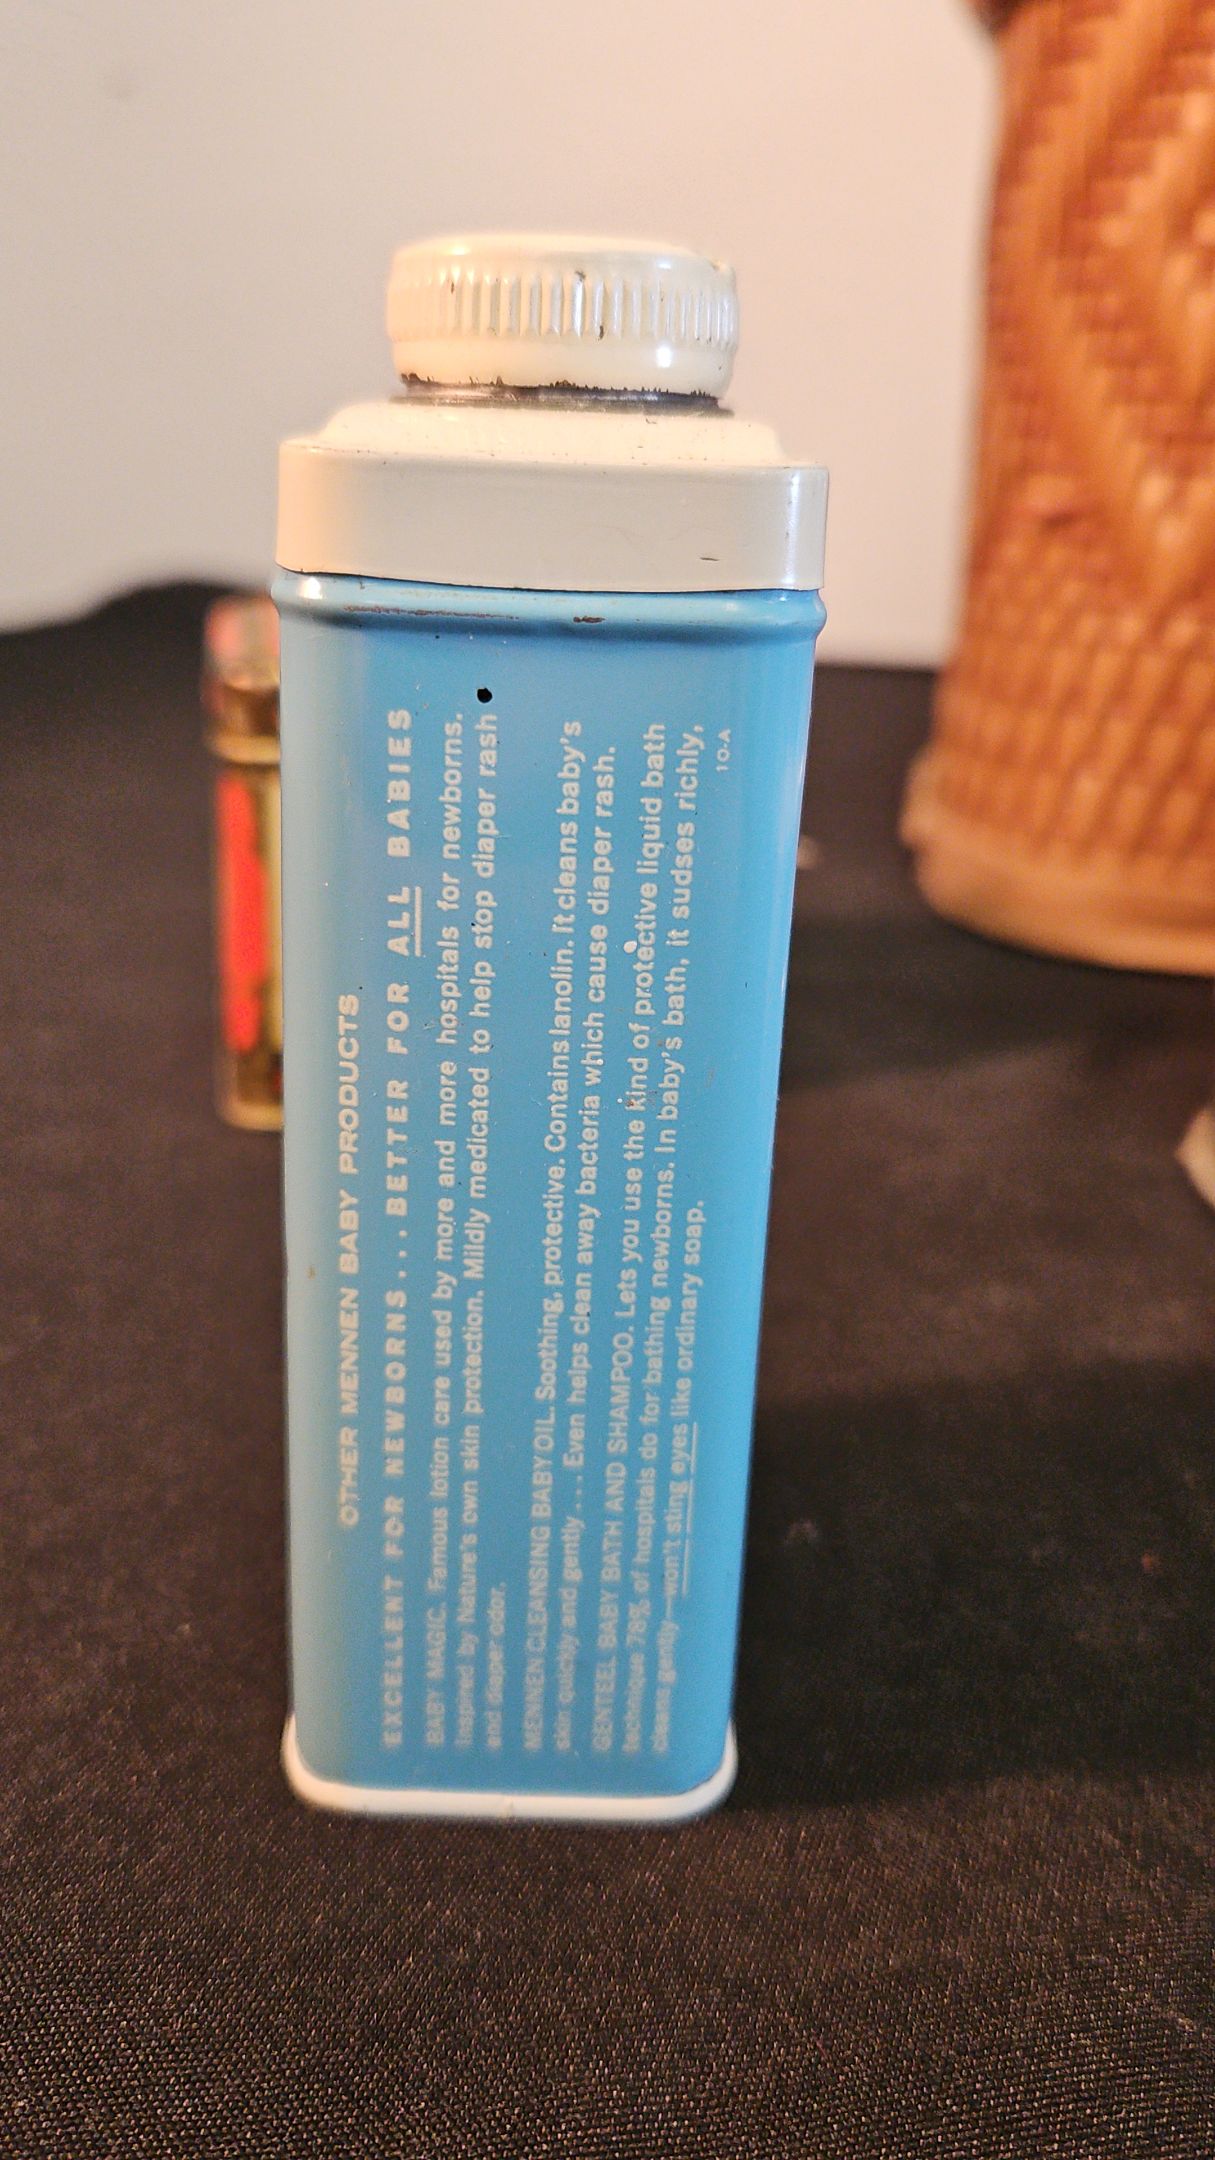 OTHER MENNEN BABY PRODUCTS
EXCELLENT FOR NEWBORNS...BETTER FOR ALL BABIES
BABY MAGIC. Famous lotion care used by more and more hospitals for newborns.
Inspired by Nature's own skin protection. Mildly medicated to help stop diaper rash
and diaper odor.
MENNEN CLEANSING BABY OIL. Soothing, protective. Contains lanolin. It cleans baby's
skin quickly and gently... Even helps clean away bacteria which cause diaper rash.
GENTEEL BABY BATH AND SHAMPOO. Lets you use the kind of protective liquid bath
technique 78% of hospitals do for bathing newborns. In baby's bath, it sudses richly,
cleans gently—won't sting eyes like ordinary soap.
10-A